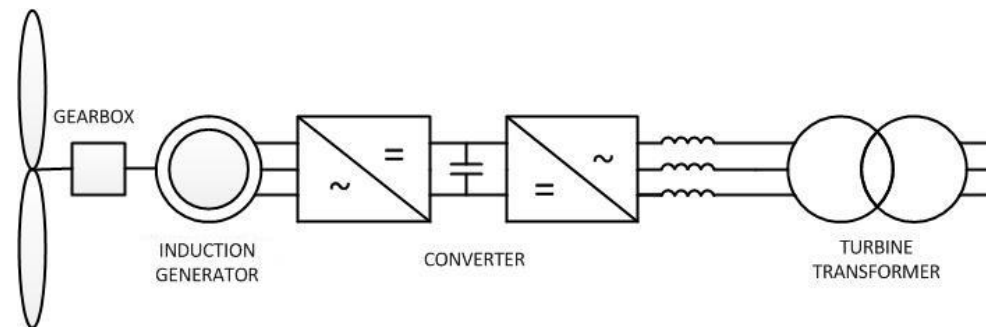 GEARBOX
INDUCTION
GENERATOR
CONVERTER
TURBINE
TRANSFORMER
=
~
~
=